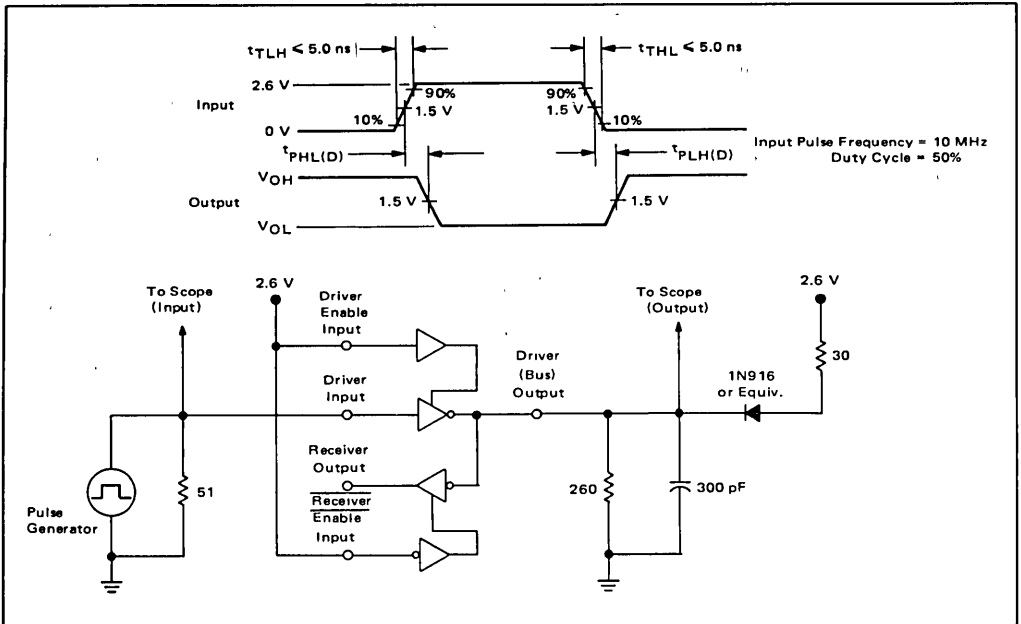 tTLH ≤ 5.0 ns
tTHL ≤ 5.0 ns
2.6 V
90%
90%
Input
1.5 V
1.5 V
10%
10%
0 V
Input Pulse Frequency = 10 MHz
Duty Cycle = 50%
tPHL(D)
tPLH(D)
VOH
Output
1.5 V
1.5 V
VOL
To Scope
(Input)
2.6 V
Driver
Enable
Input
To Scope
(Output)
2.6 V
30
Driver
Input
Driver
(Bus)
Output
1N916
or Equiv.
Receiver
Output
51
260
300 pF
Pulse
Generator
Receiver
Enable
Input